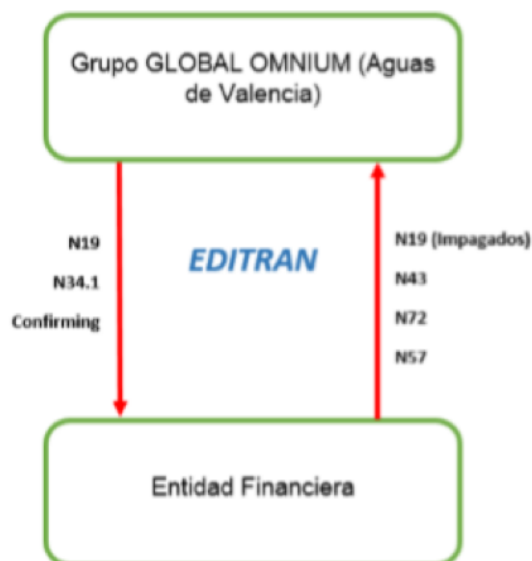 Grupo GLOBAL OMNIUM (Aguas
de Valencia)
N19
N34.1
Confirming
EDITRAN
N19 (Impagados)
N43
N72
N57
Entidad Financiera